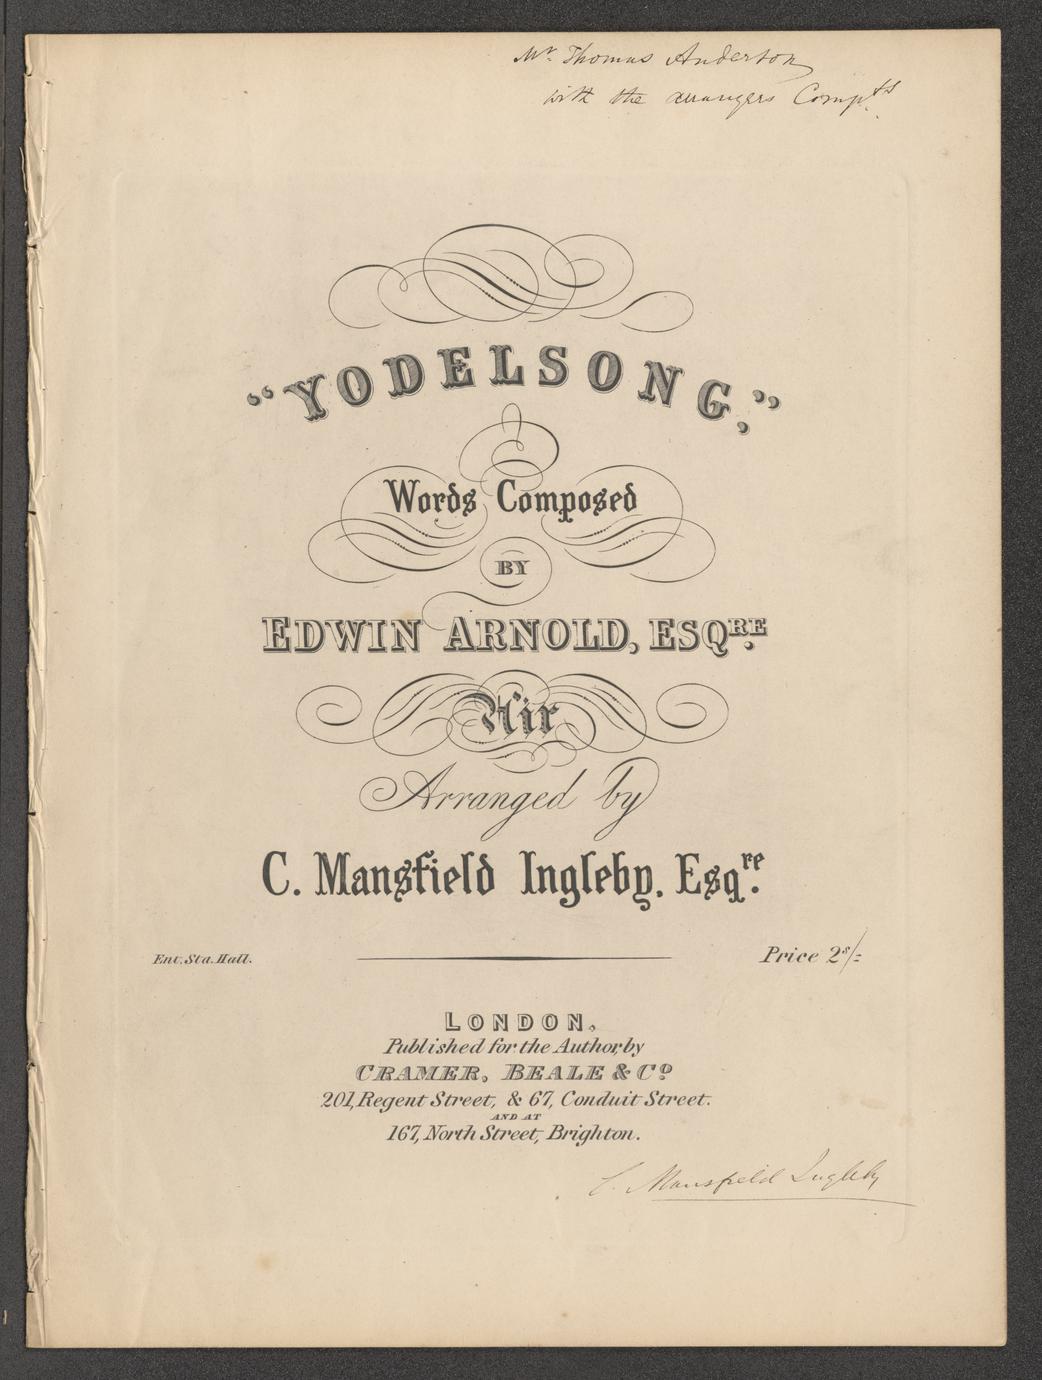 Mr. Thomas Anderton
with the arrangers Compts.
"YODELSONG,"
Words Composed
BY
EDWIN ARNOLD, ESQRE.
Air
Arranged by
C. Mansfield Ingleby, Esqre.
Ent. Sta. Hall.
Price 2s/=
LONDON,
Published for the Author, by
CRAMER, BEALE & Co.
201, Regent Street, & 67, Conduit Street.
AND AT
167, North Street, Brighton.
C. Mansfield Ingleby